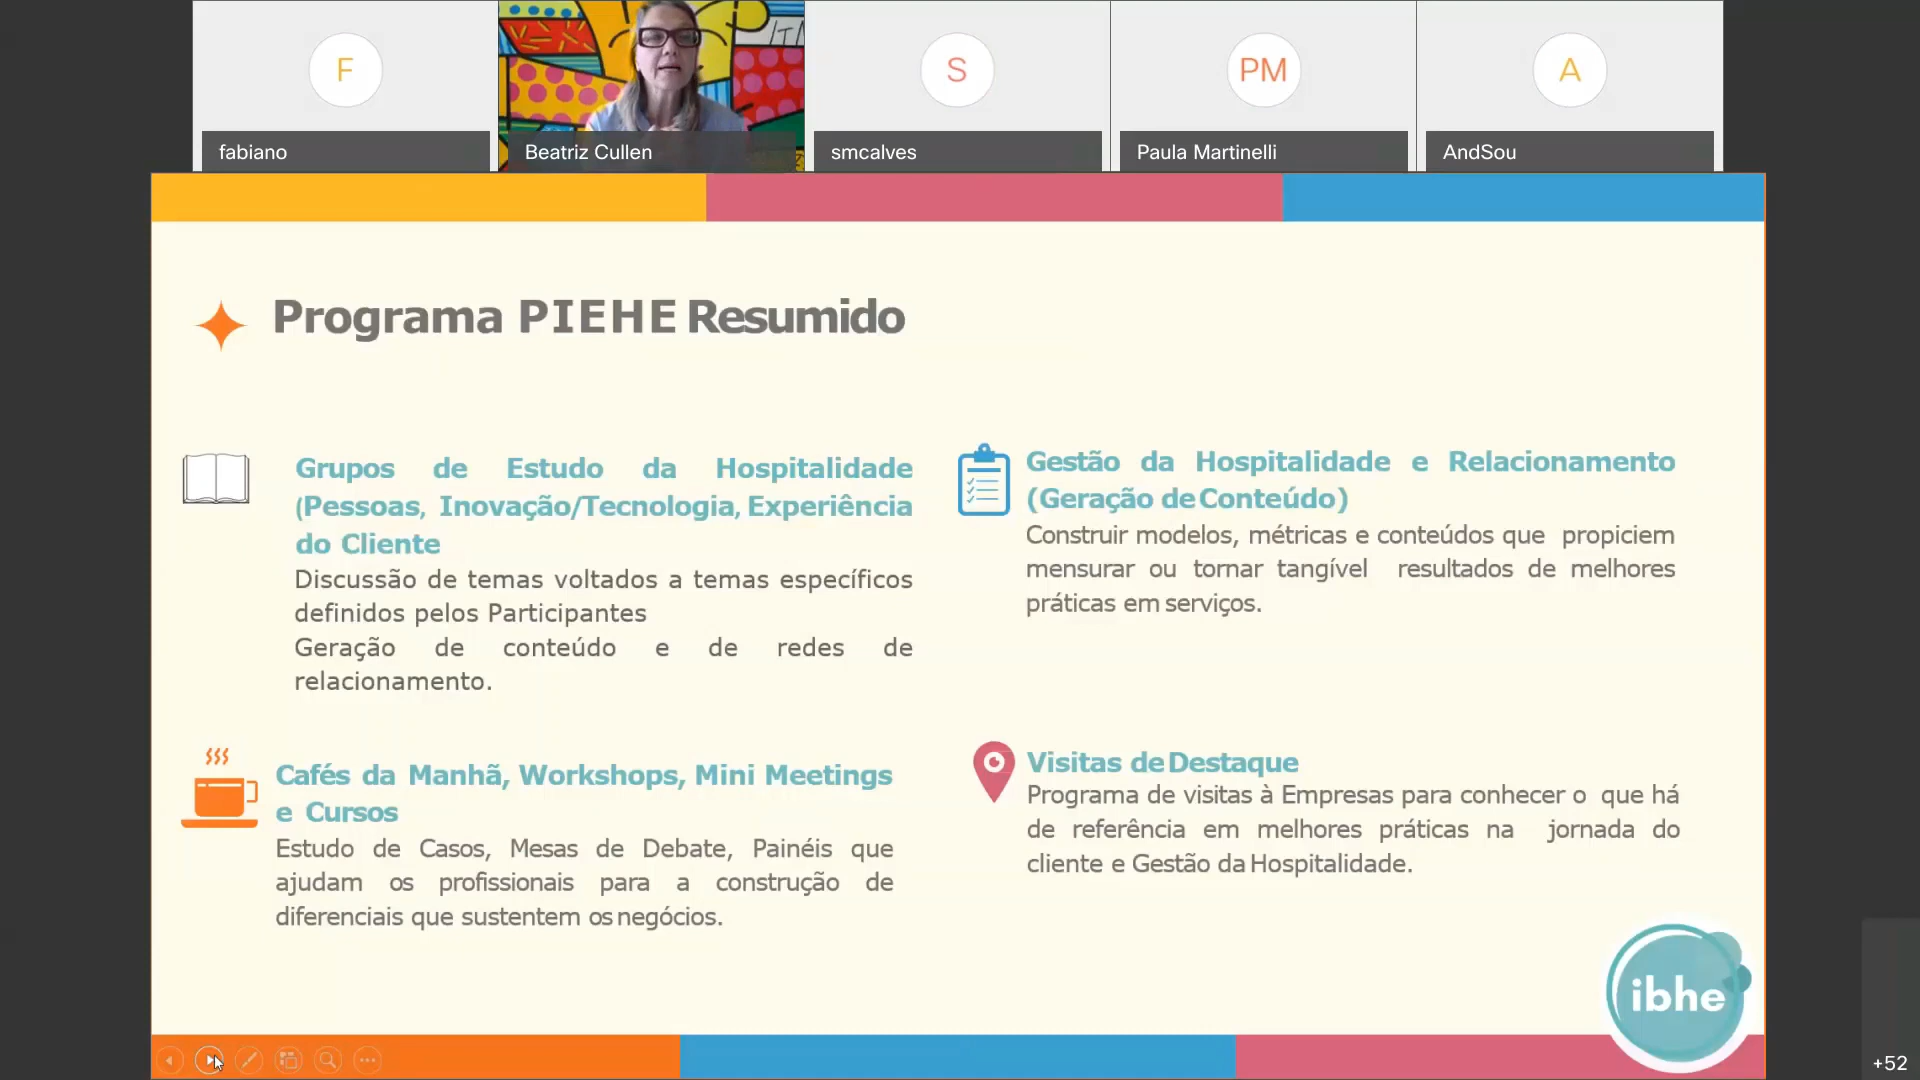 F
S
PM
A
fabiano
Beatriz Cullen
smcalves
Paula Martinelli
AndSou
Programa PIEHE Resumido
Grupos de Estudo da Hospitalidade
(Pessoas, Inovação/Tecnologia, Experiência
do Cliente
Discussão de temas voltados a temas específicos
definidos pelos Participantes
Geração de conteúdo e de redes de
relacionamento.
Gestão da Hospitalidade e Relacionamento
(Geração de Conteúdo)
Construir modelos, métricas e conteúdos que propiciem
mensurar ou tornar tangível resultados de melhores
práticas em serviços.
Cafés da Manhã, Workshops, Mini Meetings
e Cursos
Estudo de Casos, Mesas de Debate, Painéis que
ajudam os profissionais para a construção de
diferenciais que sustentem os negócios.
Visitas de Destaque
Programa de visitas à Empresas para conhecer o que há
de referência em melhores práticas na jornada do
cliente e Gestão da Hospitalidade.
ibhe
+52